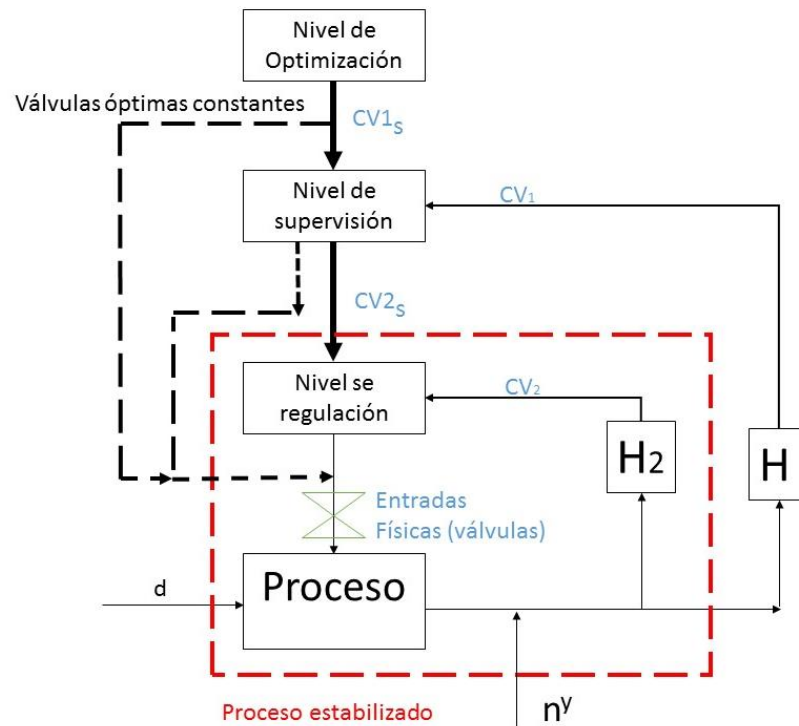 Nivel de
Optimización
Válvulas óptimas constantes
CV1s
Nivel de
supervisión
CV1
CV2s
Nivel se
regulación
CV2
H2
H
Entradas
Físicas (válvulas)
Proceso
d
Proceso estabilizado
nʸ